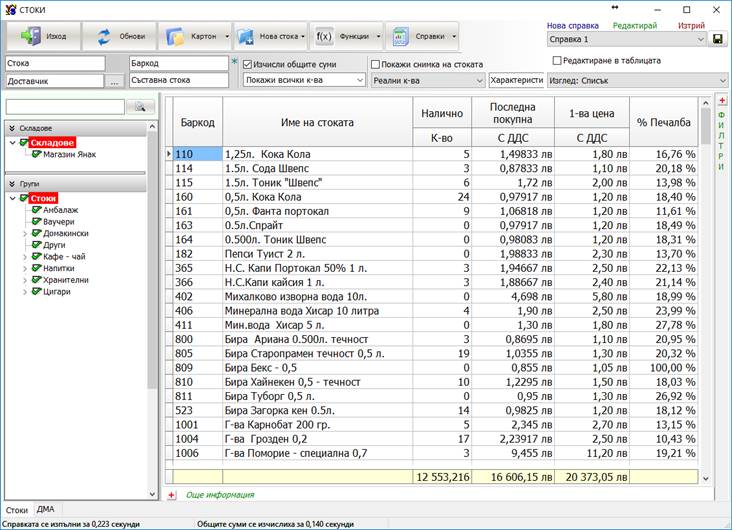 СТОКИ
Изход
Обнови
Картон
Нова стока
f(x) Функции
Справки
Нова справка Редактирай Изтрий
Справка 1
Стока Баркод
Изчисли общите суми
Покажи снимка на стоката
Редактиране в таблицата
Доставчик ... Съставна стока
Покажи всички к-ва
Реални к-ва
Характеристи
Изглед: Списък
Складове
Складове
Магазин Янак
Групи
Стоки
Амбалаж
Ваучери
Домакински
Други
Кафе - чай
Напитки
Хранителни
Цигари
Баркод Име на стоката Налично Последна покупна 1-ва цена % Печалба
К-во С ДДС С ДДС
110 1,25л. Кока Кола 5 1,49833 лв 1,80 лв 16,76 %
114 1.5л. Сода Швепс 3 0,87833 лв 1,10 лв 20,18 %
115 1.5л. Тоник "Швепс" 6 1,72 лв 2,00 лв 13,98 %
160 0,5л. Кока Кола 24 0,97917 лв 1,20 лв 18,40 %
161 0,5л. Фанта портокал 9 1,06818 лв 1,20 лв 11,61 %
163 0.5л.Спрайт 0 0,97917 лв 1,20 лв 18,49 %
164 0.500л. Тоник Швепс 0 0,98083 лв 1,20 лв 18,31 %
182 Пепси Туист 2 л. 0 1,98833 лв 2,30 лв 13,70 %
365 Н.С. Капи Портокал 50% 1 л. 3 1,94667 лв 2,50 лв 22,13 %
366 Н.С.Капи кайсия 1 л. 3 1,88667 лв 2,40 лв 21,14 %
402 Михалково изворна вода 10л. 0 4,698 лв 5,80 лв 18,99 %
406 Минерална вода Хисар 10 литра 4 1,90 лв 2,50 лв 23,99 %
411 Мин.вода Хисар 5 л. 0 1,30 лв 1,80 лв 27,78 %
800 Бира Ариана 0.500л. течност 3 0,8695 лв 1,10 лв 20,95 %
805 Бира Старопрамен течност 0,5 л. 19 1,0355 лв 1,30 лв 20,32 %
809 Бира Бекс - 0,5 0 0,855 лв 1,05 лв 100,00 %
810 Бира Хайнекен 0,5 - течност 10 1,2295 лв 1,50 лв 18,03 %
811 Бира Туборг 0,5 л. 0 0,95 лв 1,30 лв 26,92 %
523 Бира Загорка кен 0.5л. 14 0,9825 лв 1,20 лв 18,12 %
1001 Г-ва Карнобат 200 гр. 5 2,345 лв 2,70 лв 13,15 %
1004 Г-ва Грозден 0,2 17 2,23917 лв 2,50 лв 10,43 %
1006 Г-ва Поморие - специална 0,7 3 9,455 лв 11,20 лв 19,21 %
12 553,216 16 606,15 лв 20 373,05 лв
Още информация
ФИЛТРИ
Стоки ДМА
Справката се изпълни за 0,223 секунди
Общите суми се изчислиха за 0,140 секунди